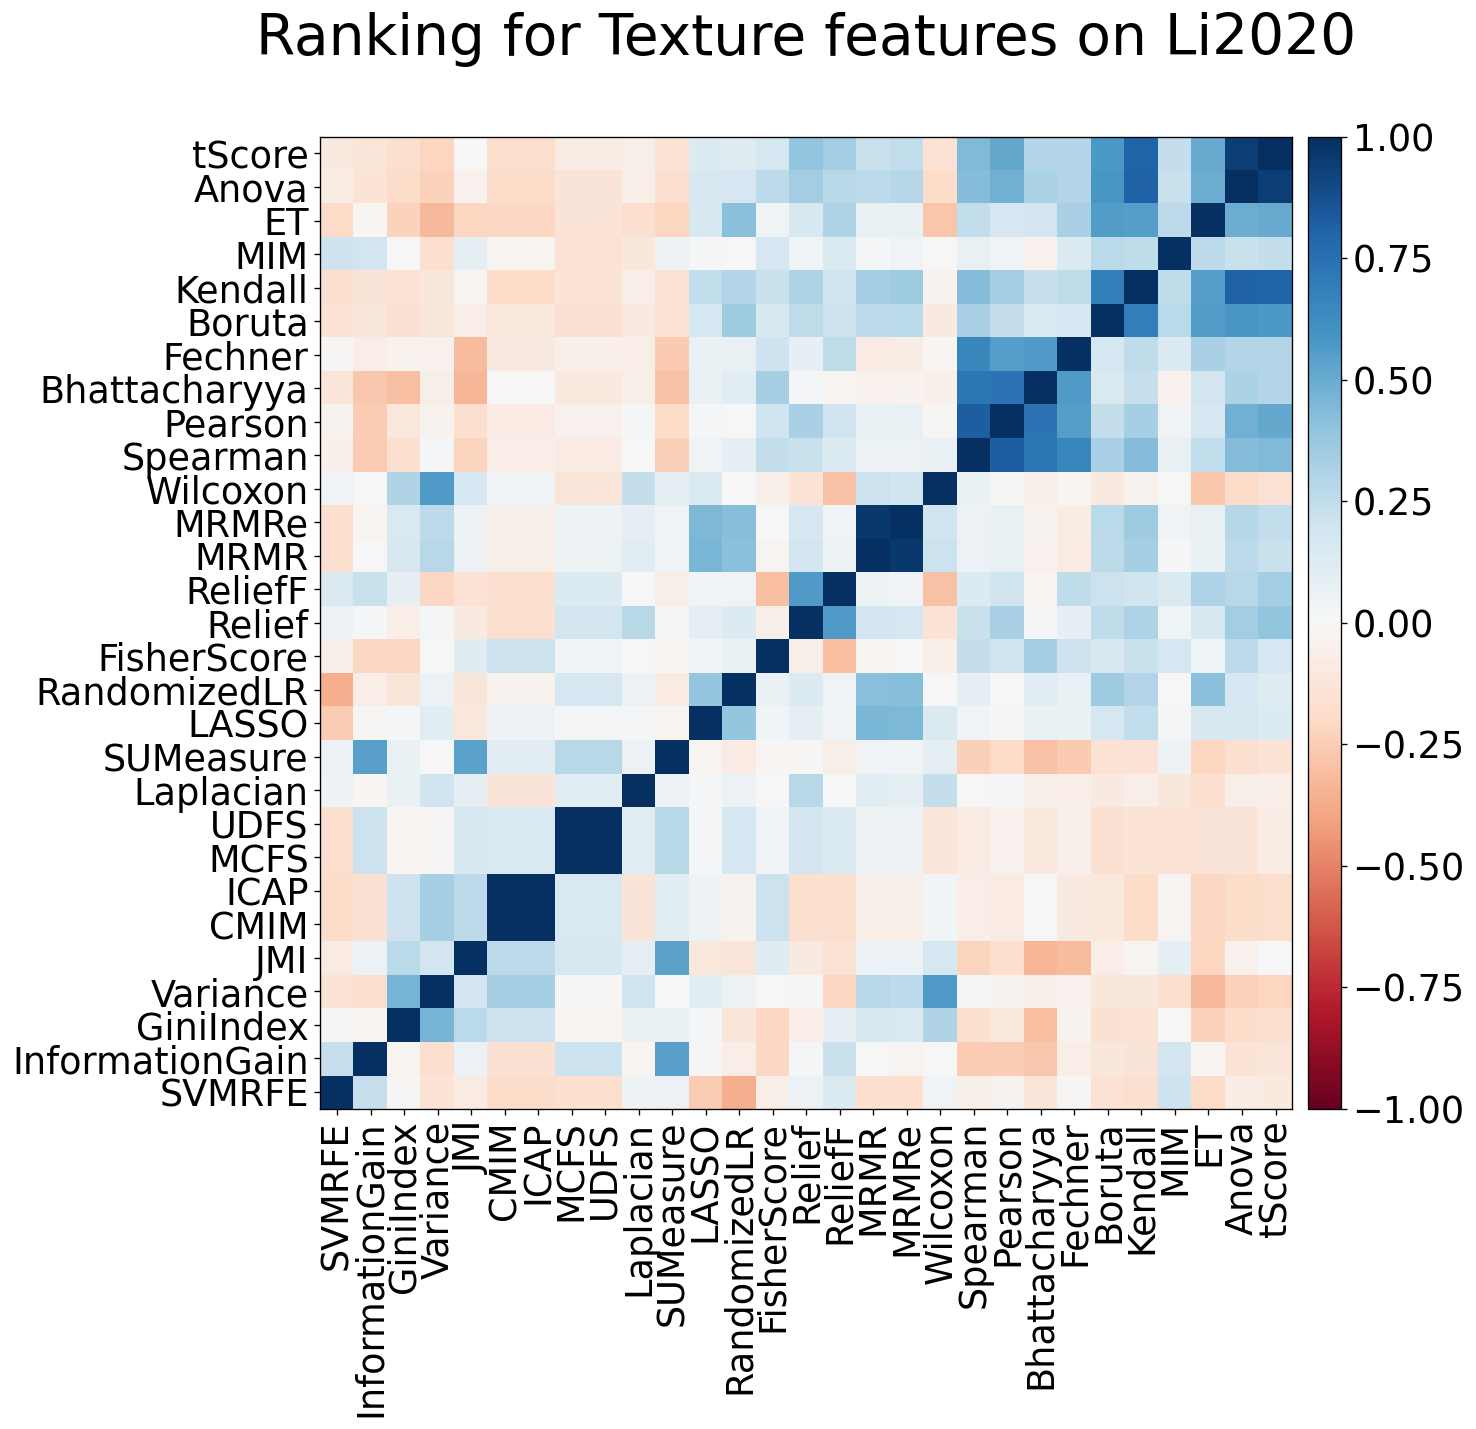 Ranking for Texture features on Li2020
tScore
Anova
ET
MIM
Kendall
Boruta
Fechner
Bhattacharyya
Pearson
Spearman
Wilcoxon
MRMRe
MRMR
ReliefF
Relief
FisherScore
RandomizedLR
LASSO
SUMeasure
Laplacian
UDFS
MCFS
ICAP
CMIM
JMI
Variance
GiniIndex
InformationGain
SVMRFE
SVMRFE
InformationGain
GiniIndex
Variance
JMI
CMIM
ICAP
MCFS
UDFS
Laplacian
SUMeasure
LASSO
RandomizedLR
FisherScore
Relief
ReliefF
MRMR
MRMRe
Wilcoxon
Spearman
Pearson
Bhattacharyya
Fechner
Boruta
Kendall
MIM
ET
Anova
tScore
1.00
0.75
0.50
0.25
0.00
−0.25
−0.50
−0.75
−1.00